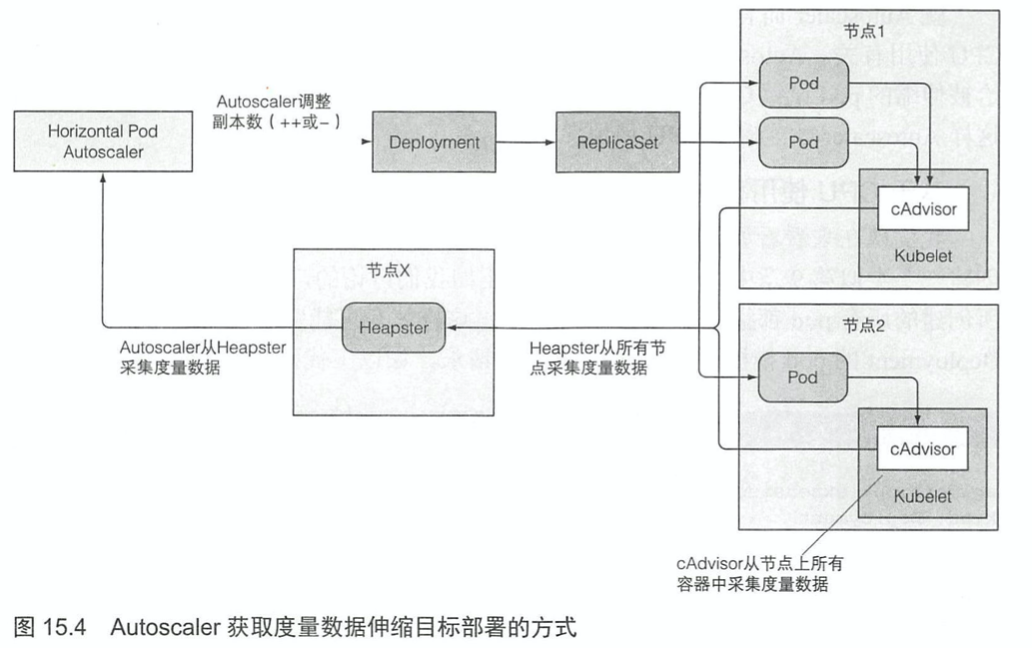 节点1
Pod
Autoscaler调整
副本数（++或−）
Horizontal Pod
Autoscaler
Deployment
ReplicaSet
Pod
cAdvisor
Kubelet
节点X
Heapster
节点2
Autoscaler从Heapster
采集度量数据
Heapster从所有节
点采集度量数据
Pod
cAdvisor
Kubelet
cAdvisor从节点上所有
容器中采集度量数据
图 15.4 Autoscaler 获取度量数据伸缩目标部署的方式